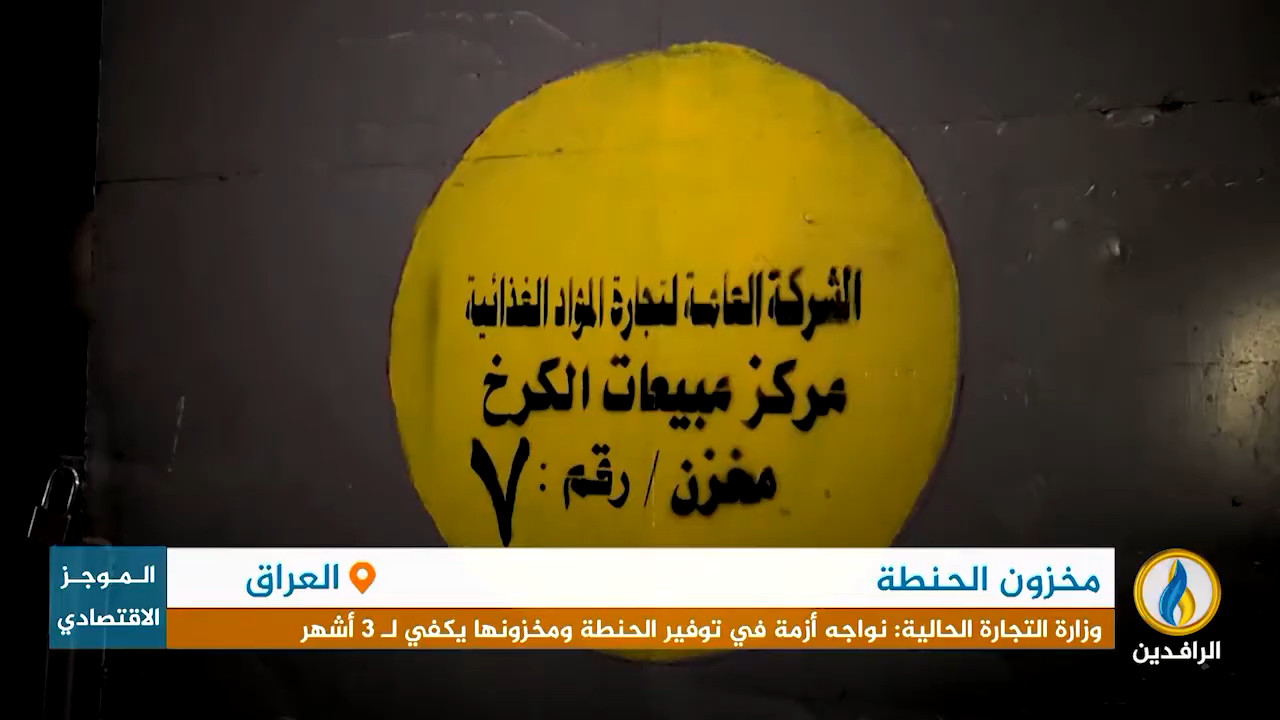 الشركة العامة لتجارة المواد الغذائية
مركز مبيعات الكرخ
مخزن / رقم : ٧
مخزون الحنطة
العراق
الموجز
الاقتصادي
وزارة التجارة الحالية: نواجه أزمة في توفير الحنطة ومخزونها يكفي لـ 3 أشهر
الرافدين